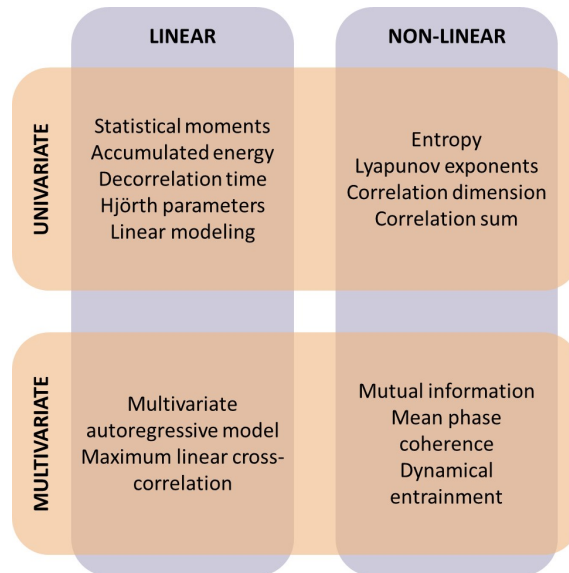 LINEAR
NON-LINEAR
UNIVARIATE
Statistical moments
Accumulated energy
Decorrelation time
Hjörth parameters
Linear modeling
Entropy
Lyapunov exponents
Correlation dimension
Correlation sum
MULTIVARIATE
Multivariate
autoregressive model
Maximum linear cross-
correlation
Mutual information
Mean phase
coherence
Dynamical
entrainment